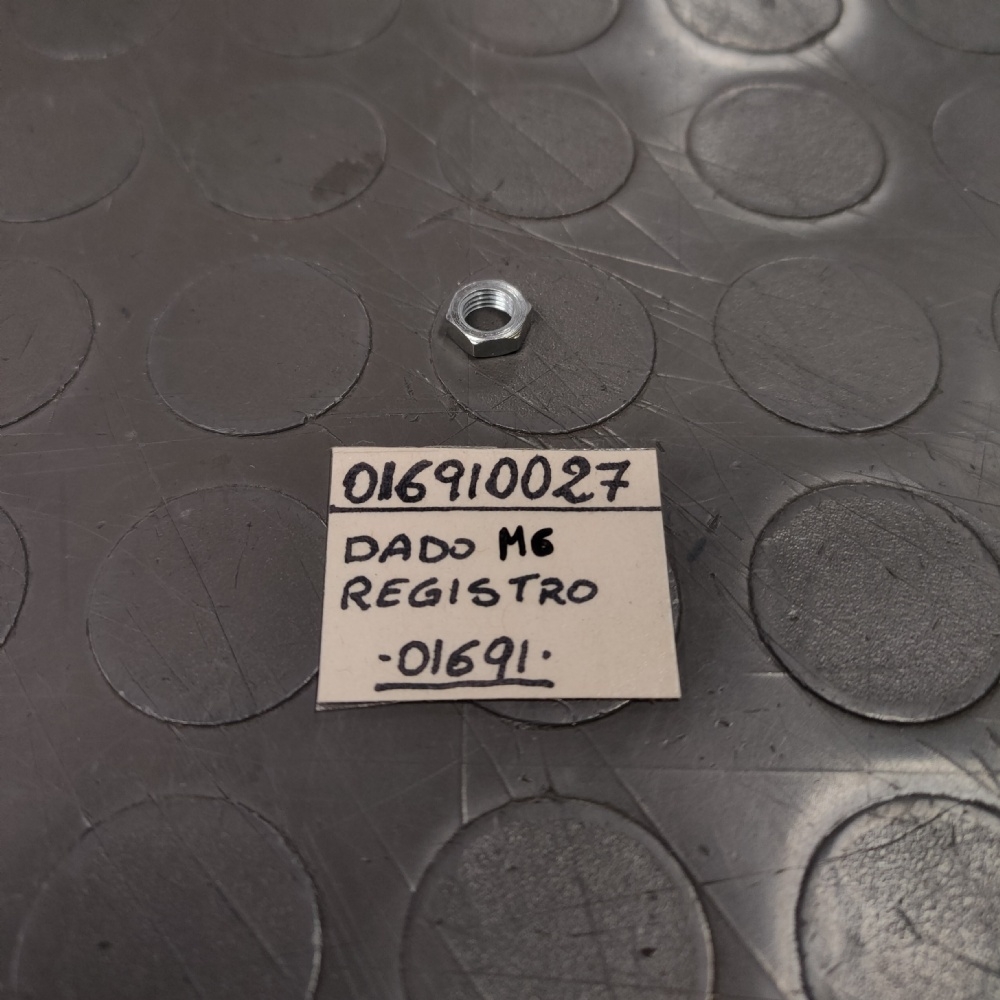 016910027
DADO M6
REGISTRO
·01691·